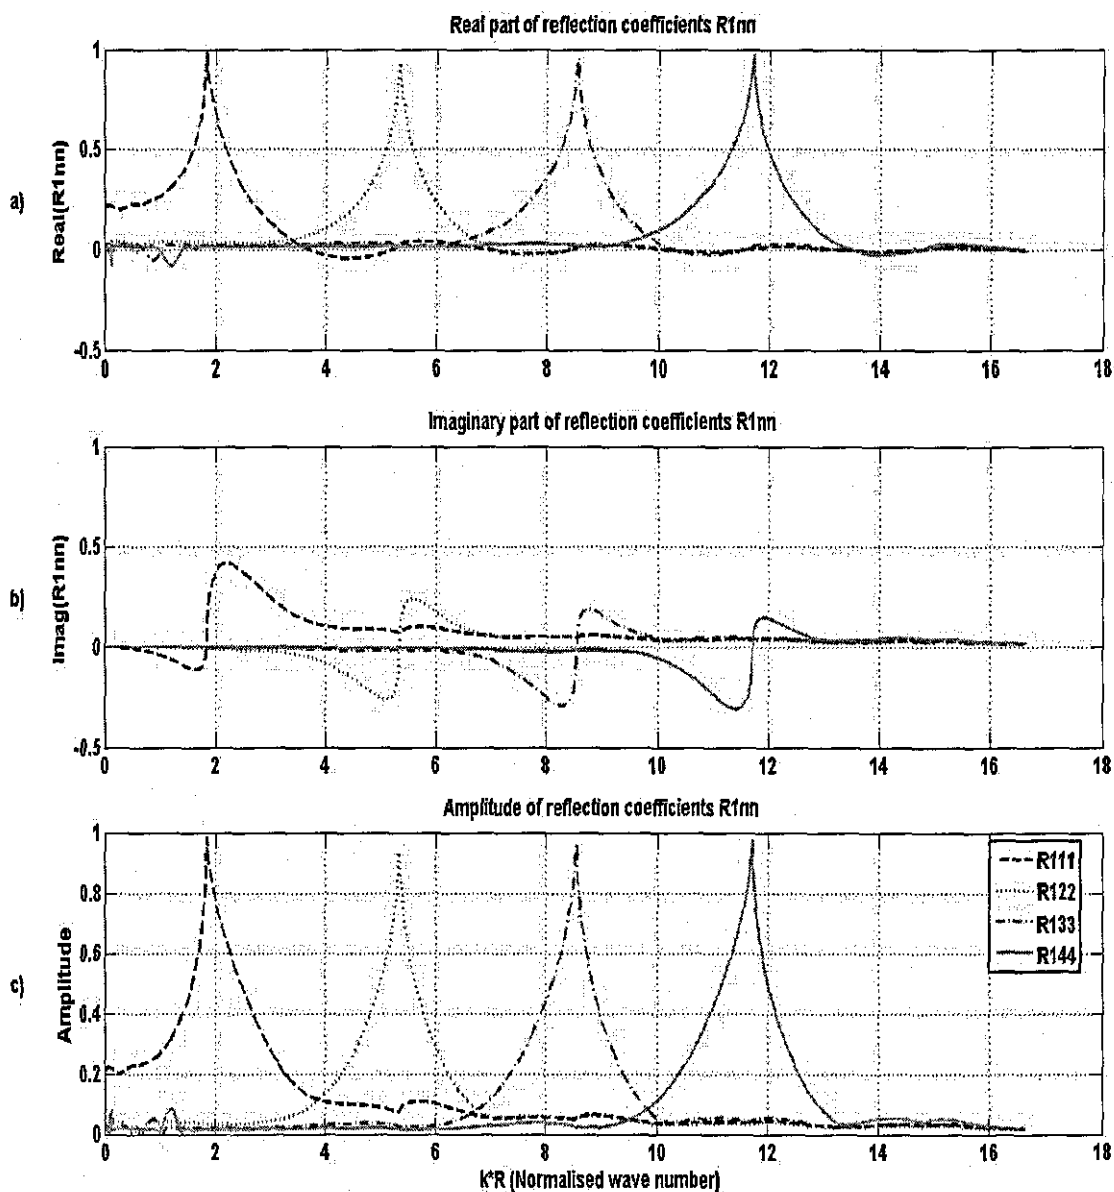 Real part of reflection coefficients R1nn
a)
Real(R1nn)
1
0.5
0
-0.5
0 2 4 6 8 10 12 14 16 18
Imaginary part of reflection coefficients R1nn
b)
Imag(R1nn)
1
0.5
0
-0.5
0 2 4 6 8 10 12 14 16 18
Amplitude of reflection coefficients R1nn
c)
Amplitude
1
0.8
0.6
0.4
0.2
0
0 2 4 6 8 10 12 14 16 18
R111
R122
R133
R144
k*R (Normalised wave number)